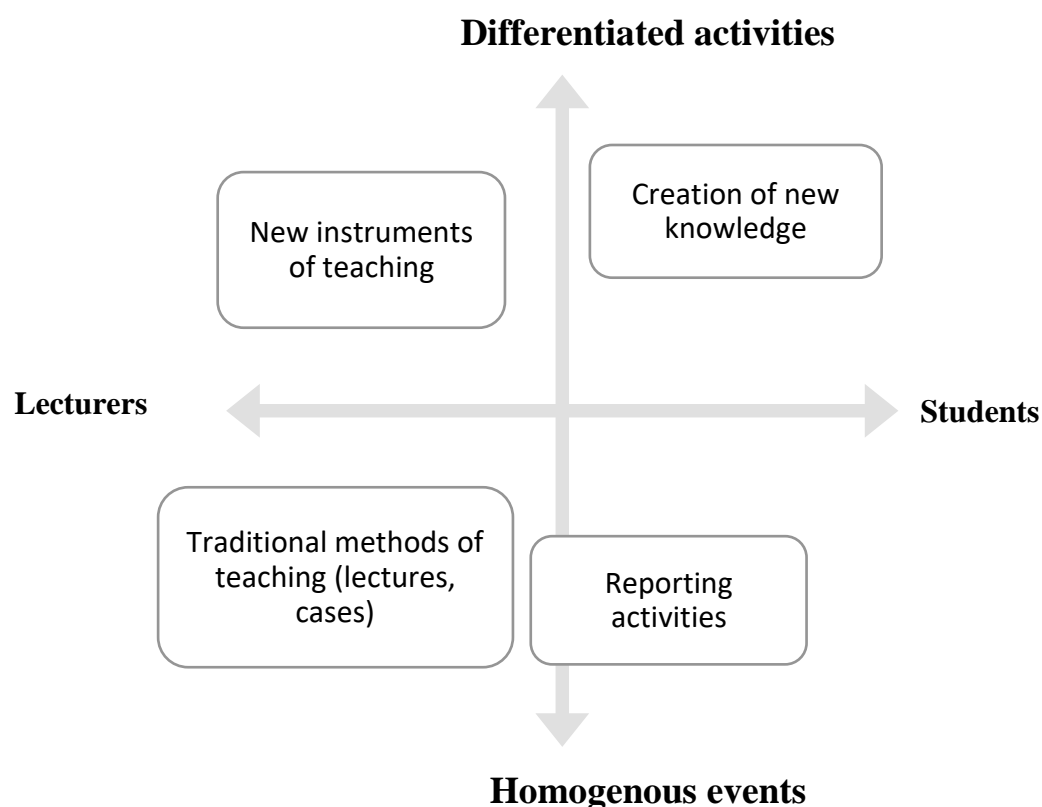 Differentiated activities
Creation of new
knowledge
New instruments
of teaching
Lecturers
Students
Traditional methods of
teaching (lectures,
cases)
Reporting
activities
Homogenous events